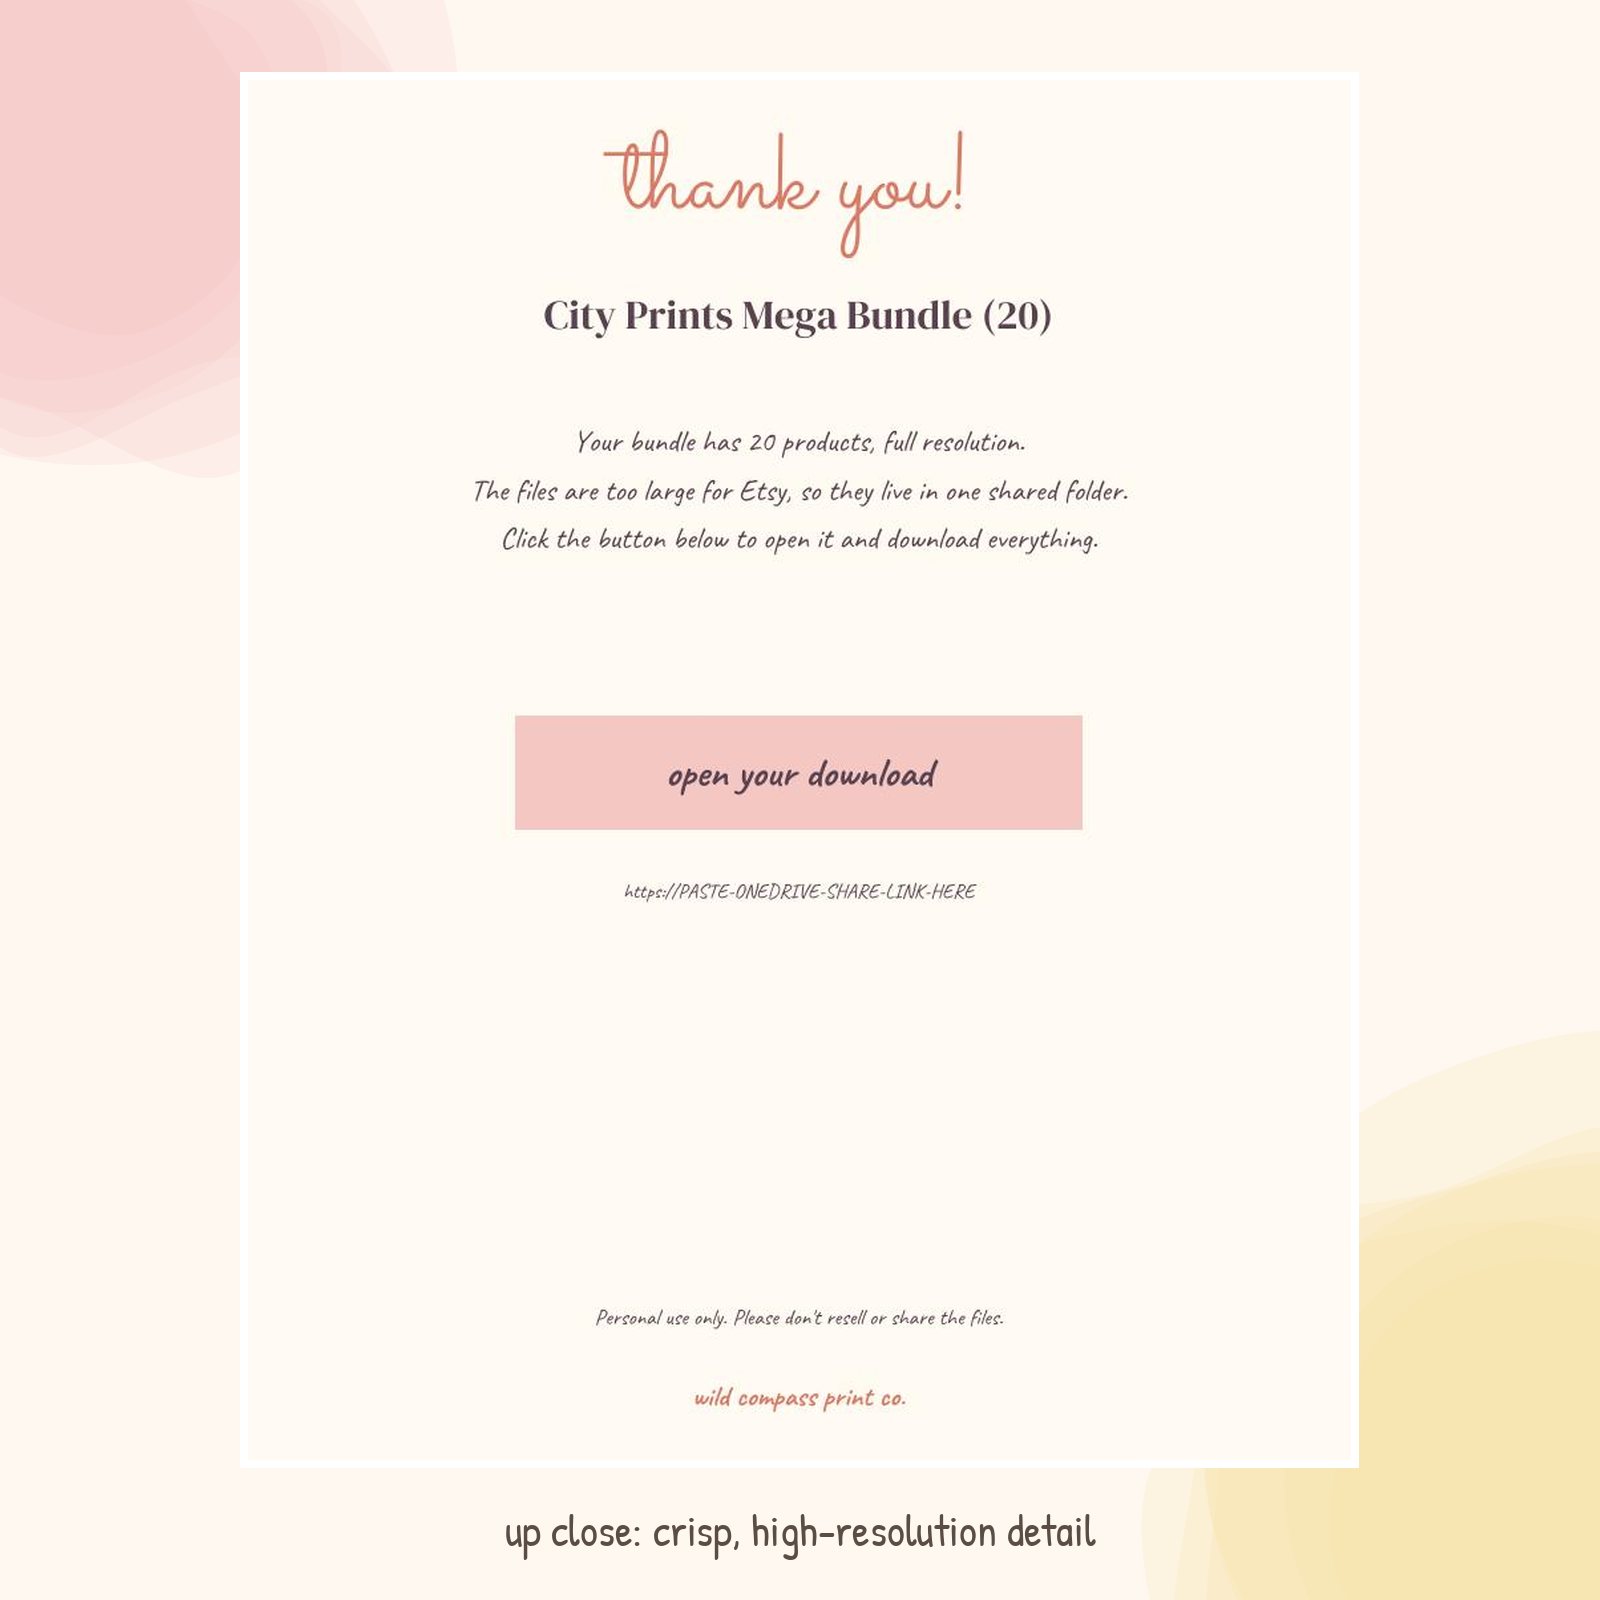 thank you!
City Prints Mega Bundle (20)
Your bundle has 20 products, full resolution.
The files are too large for Etsy, so they live in one shared folder.
Click the button below to open it and download everything.
open your download
https://PASTE-ONEDRIVE-SHARE-LINK-HERE
Personal use only. Please don't resell or share the files.
wild compass print co.
up close: crisp, high-resolution detail